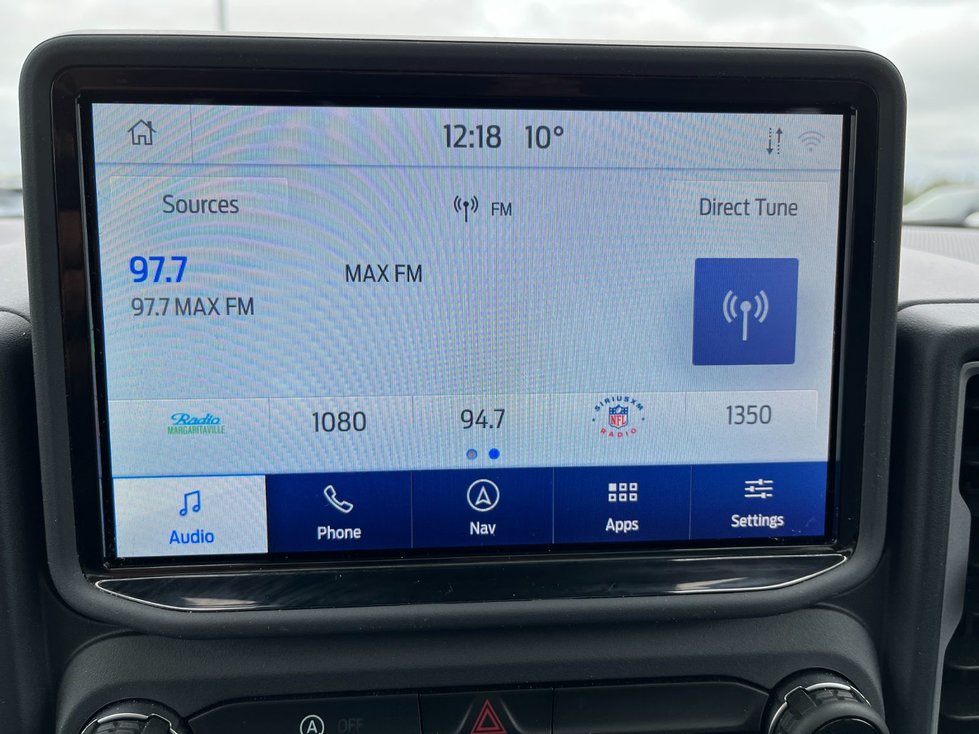 12:18 10°
Sources
FM
Direct Tune
97.7
MAX FM
97.7 MAX FM
Radio
MARGARITAVILLE
1080
94.7
SIRIUSXM
NFL
RADIO
1350
Audio
Phone
Nav
Apps
Settings
A OFF